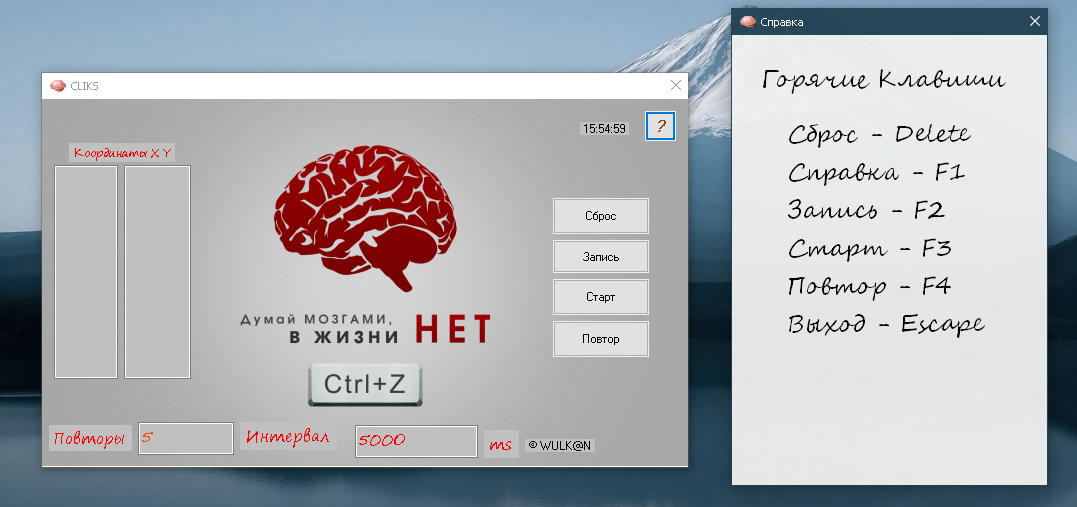 CLIKS
15:54:59
?
Координаты X Y
Сброс
Запись
Старт
Повтор
Думай МОЗГАМИ,
В ЖИЗНИ НЕТ
Ctrl+Z
Повторы 5 Интервал 5000 ms © WULK@N
Справка
Горячие Клавиши
Сброс - Delete
Справка - F1
Запись - F2
Старт - F3
Повтор - F4
Выход - Escape